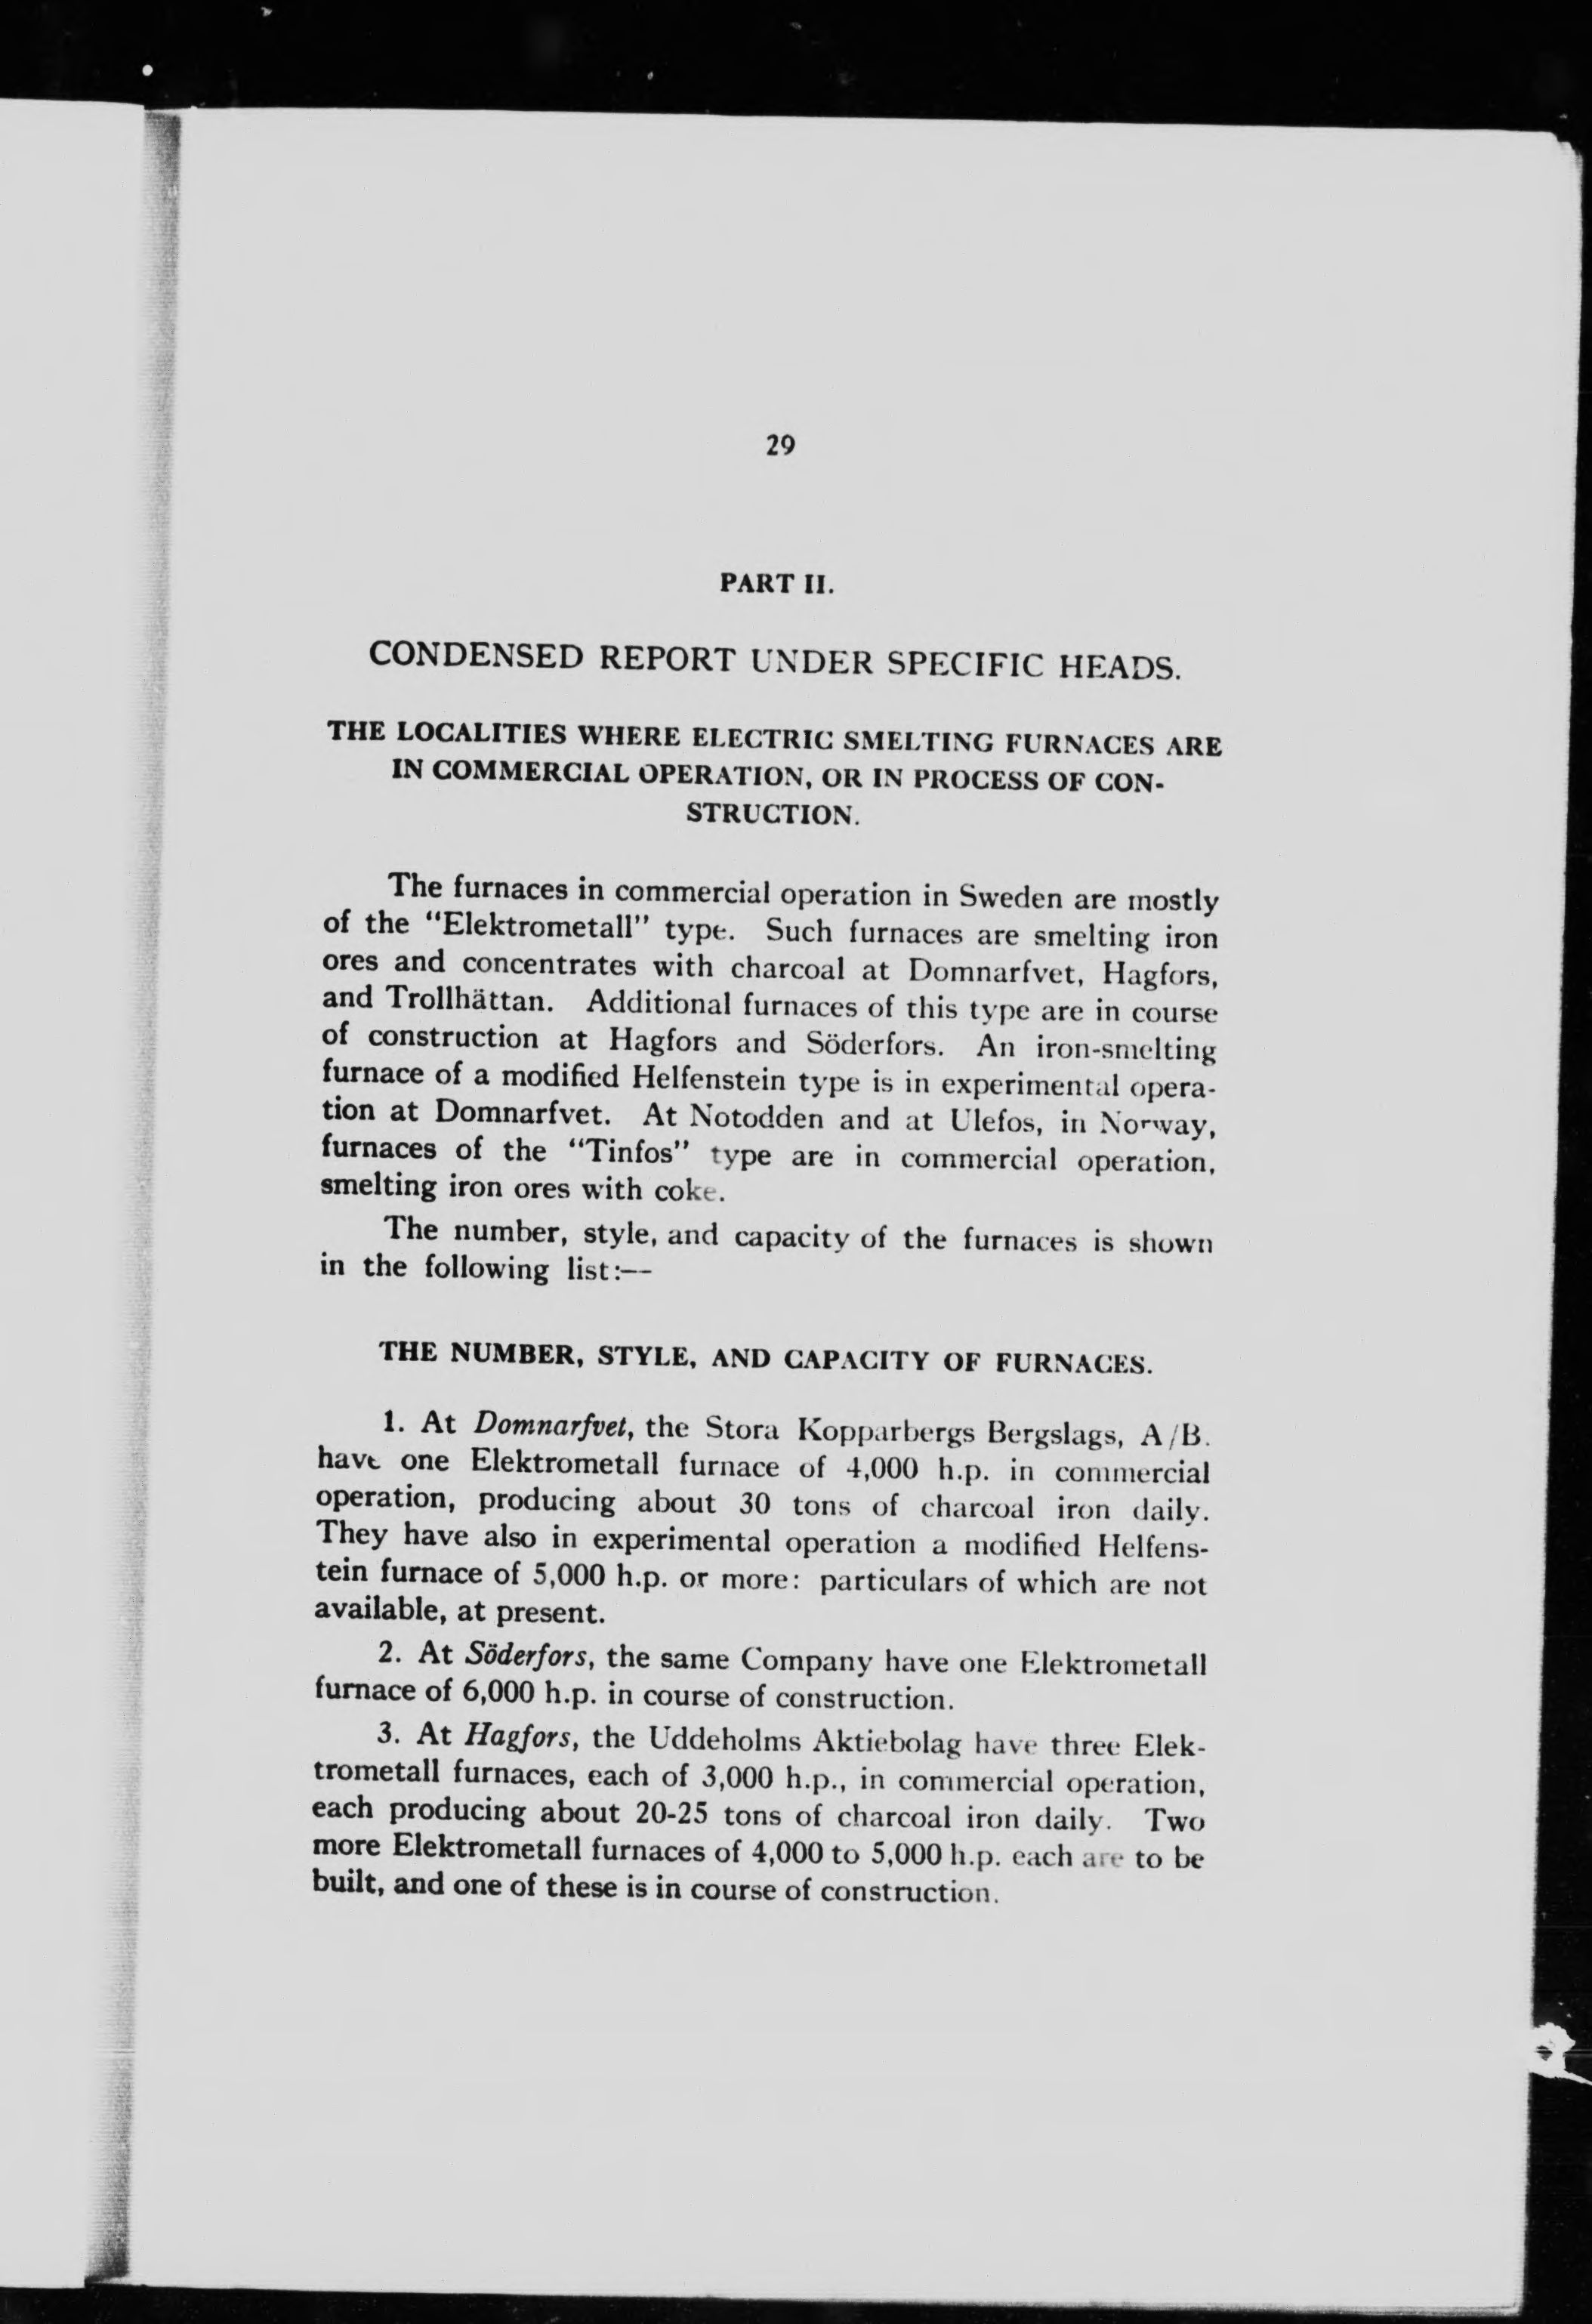 29
PART II.
CONDENSED REPORT UNDER SPECIFIC HEADS.
THE LOCALITIES WHERE ELECTRIC SMELTING FURNACES ARE
IN COMMERCIAL OPERATION, OR IN PROCESS OF CON-
STRUCTION.
The furnaces in commercial operation in Sweden are mostly
of the "Elektrometall" type. Such furnaces are smelting iron
ores and concentrates with charcoal at Domnarfvet, Hagfors,
and Trollhättan. Additional furnaces of this type are in course
of construction at Hagfors and Söderfors. An iron-smelting
furnace of a modified Helfenstein type is in experimental opera-
tion at Domnarfvet. At Notodden and at Ulefos, in Norway,
furnaces of the "Tinfos" type are in commercial operation,
smelting iron ores with coke.
The number, style, and capacity of the furnaces is shown
in the following list:—
THE NUMBER, STYLE, AND CAPACITY OF FURNACES.
1. At Domnarfvet, the Stora Kopparbergs Bergslags, A/B.
have one Elektrometall furnace of 4,000 h.p. in commercial
operation, producing about 30 tons of charcoal iron daily.
They have also in experimental operation a modified Helfens-
tein furnace of 5,000 h.p. or more: particulars of which are not
available, at present.
2. At Söderfors, the same Company have one Elektrometall
furnace of 6,000 h.p. in course of construction.
3. At Hagfors, the Uddeholms Aktiebolag have three Elek-
trometall furnaces, each of 3,000 h.p., in commercial operation,
each producing about 20-25 tons of charcoal iron daily. Two
more Elektrometall furnaces of 4,000 to 5,000 h.p. each are to be
built, and one of these is in course of construction.